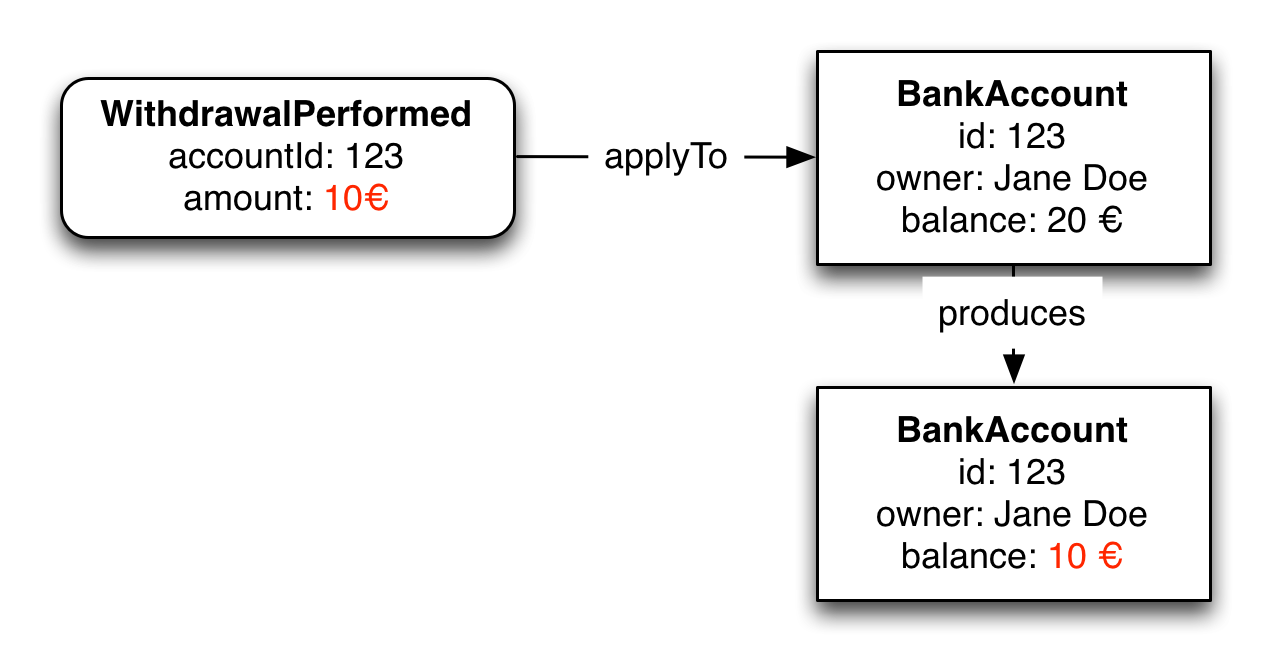 WithdrawalPerformed
accountId: 123
amount: 10€
applyTo
BankAccount
id: 123
owner: Jane Doe
balance: 20 €
produces
BankAccount
id: 123
owner: Jane Doe
balance: 10 €